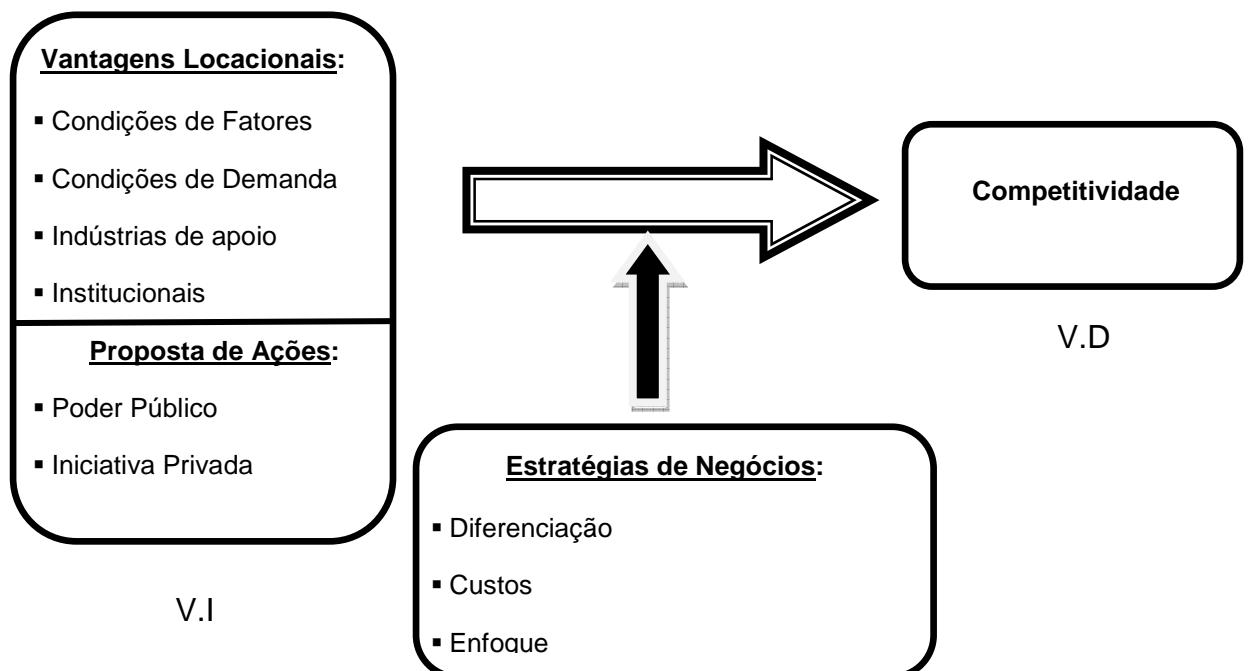 Vantagens Locacionais:
▪ Condições de Fatores
▪ Condições de Demanda
▪ Indústrias de apoio
▪ Institucionais
Proposta de Ações:
▪ Poder Público
▪ Iniciativa Privada
V.I
Competitividade
V.D
Estratégias de Negócios:
▪ Diferenciação
▪ Custos
▪ Enfoque